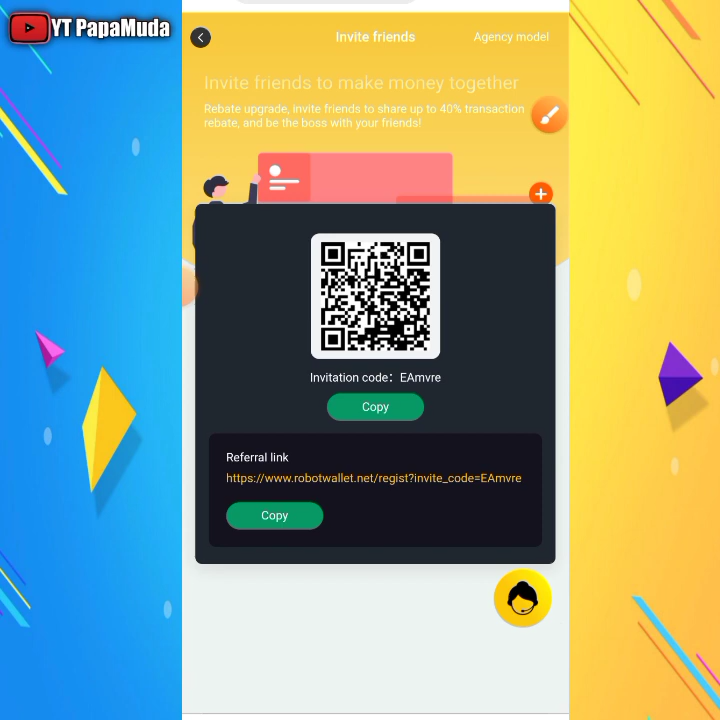 YT PapaMuda
Invite friends
Agency model
Invite friends to make money together
Rebate upgrade, invite friends to share up to 40% transaction
rebate, and be the boss with your friends!
Invitation code: EAmvre
Copy
Referral link
https://www.robotwallet.net/regist?invite_code=EAmvre
Copy